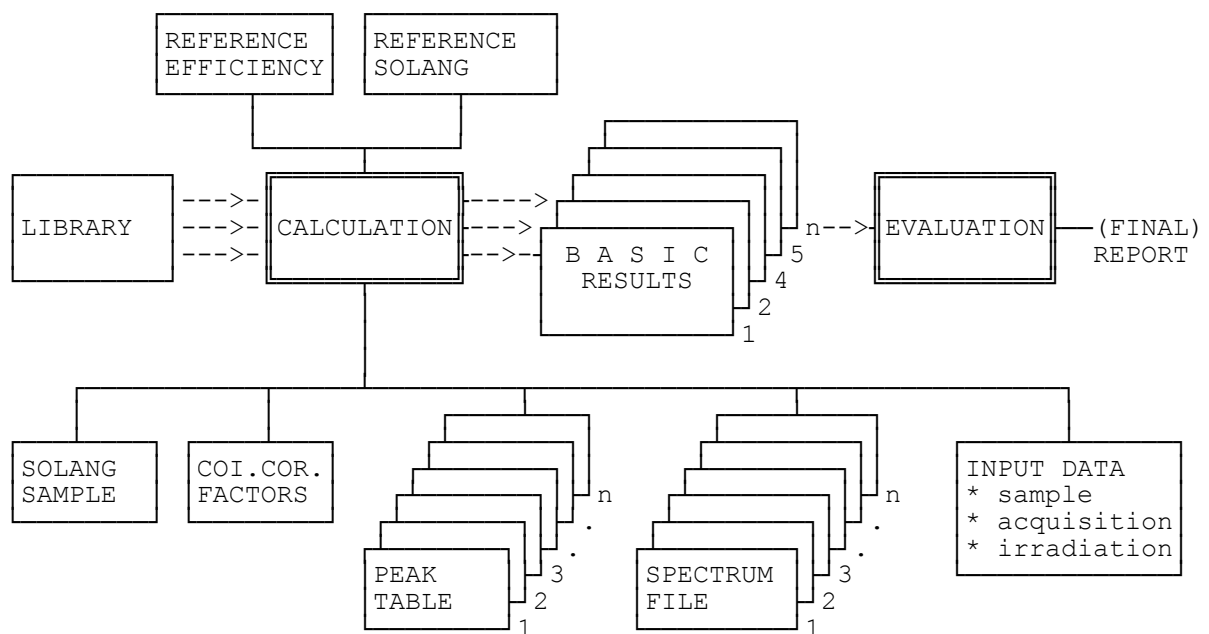 REFERENCE
EFFICIENCY
REFERENCE
SOLANG
LIBRARY
--->-
--->-
--->-
CALCULATION
---->
--->
--->->
B A S I C
RESULTS
1
2
4
5
n--->
EVALUATION
(FINAL)
REPORT
SOLANG
SAMPLE
COI.COR.
FACTORS
PEAK
TABLE
1
2
3
.
.
n
SPECTRUM
FILE
1
2
3
.
.
n
INPUT DATA
* sample
* acquisition
* irradiation